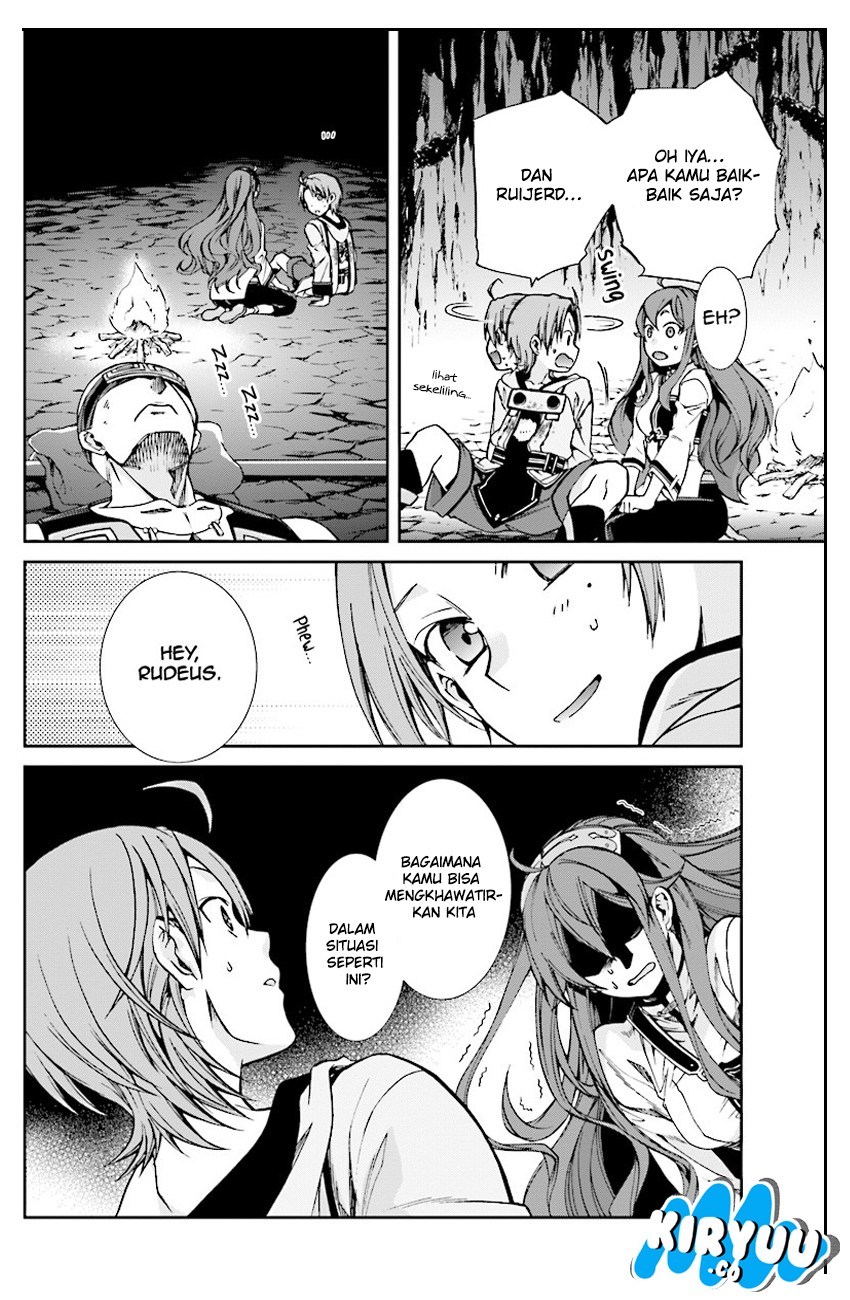 OH IYA...
APA KAMU BAIK-
BAIK SAJA?
DAN
RUIJERD...
EH?
Swing
lihat
sekeliling...
...
Zzz...
Zzz...
Phew...
HEY,
RUDEUS.
BAGAIMANA
KAMU BISA
MENGKHAWATIR-
KAN KITA
DALAM
SITUASI
SEPERTI
INI?
KIRYUU
.CO